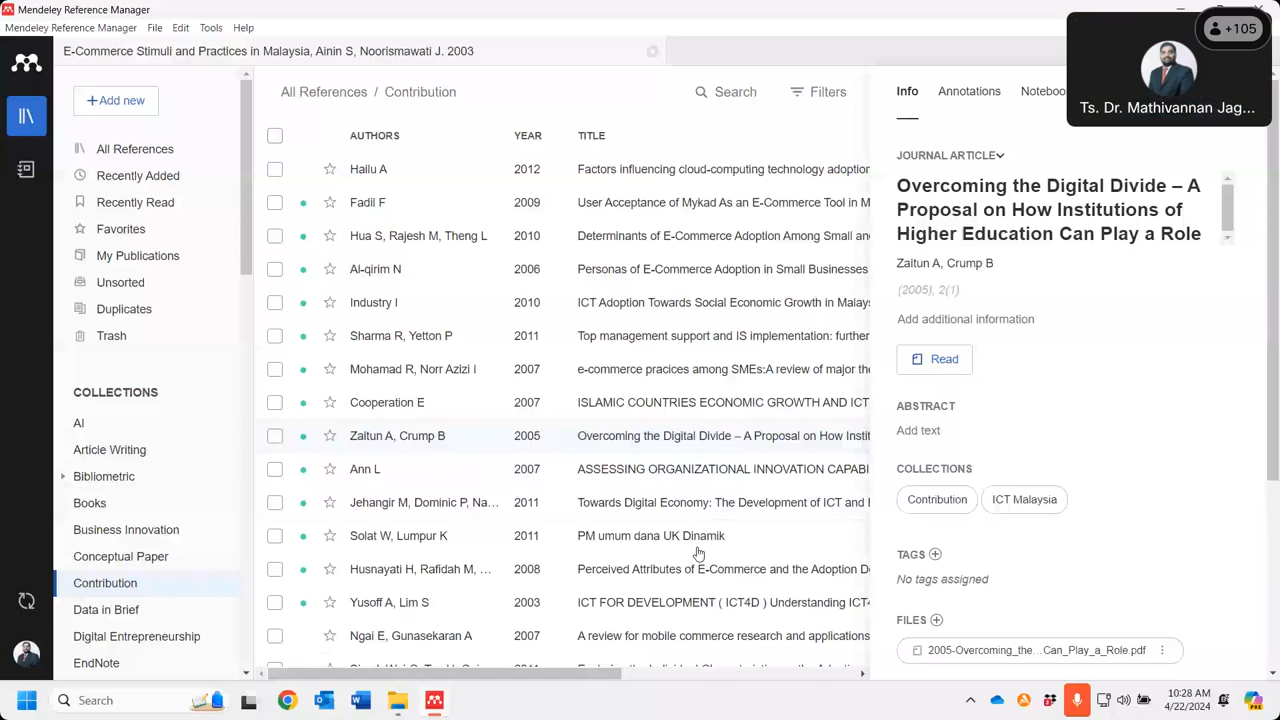 Mendeley Reference Manager
Mendeley Reference Manager File Edit Tools Help
+105
Ts. Dr. Mathivannan Jag...
E-Commerce Stimuli and Practices in Malaysia, Ainin S, Noorismawati J. 2003
+Add new
All References
Recently Added
Recently Read
Favorites
My Publications
Unsorted
Duplicates
Trash
COLLECTIONS
AI
Article Writing
Bibliometric
Books
Business Innovation
Conceptual Paper
Contribution
Data in Brief
Digital Entrepreneurship
EndNote
All References / Contribution
Search
Filters
AUTHORS YEAR TITLE
Hailu A 2012 Factors influencing cloud-computing technology adoption
Fadil F 2009 User Acceptance of Mykad As an E-Commerce Tool in M
Hua S, Rajesh M, Theng L 2010 Determinants of E-Commerce Adoption Among Small an
Al-qirim N 2006 Personas of E-Commerce Adoption in Small Businesses
Industry I 2010 ICT Adoption Towards Social Economic Growth in Malays
Sharma R, Yetton P 2011 Top management support and IS implementation: further
Mohamad R, Norr Azizi I 2007 e-commerce pracices among SMEs:A review of major the
Cooperation E 2007 ISLAMIC COUNTRIES ECONOMIC GROWTH AND ICT
Zaitun A, Crump B 2005 Overcoming the Digital Divide – A Proposal on How Instit
Ann L 2007 ASSESSING ORGANIZATIONAL INNOVATION CAPABI
Jehangir M, Dominic P, Na... 2011 Towards Digital Economy: The Development of ICT and
Solat W, Lumpur K 2011 PM umum dana UK Dinamik
Husnayati H, Rafidah M, ... 2008 Perceived Attributes of E-Commerce and the Adoption De
Yusoff A, Lim S 2003 ICT FOR DEVELOPMENT ( ICT4D ) Understanding ICT4
Ngai E, Gunasekaran A 2007 A review for mobile commerce research and applications
Info Annotations Noteboo
JOURNAL ARTICLE
Overcoming the Digital Divide – A
Proposal on How Institutions of
Higher Education Can Play a Role
Zaitun A, Crump B
(2005), 2(1)
Add additional information
Read
ABSTRACT
Add text
COLLECTIONS
Contribution ICT Malaysia
TAGS
No tags assigned
FILES
2005-Overcoming_the...Can_Play_a_Role.pdf
Search
10:28 AM
4/22/2024